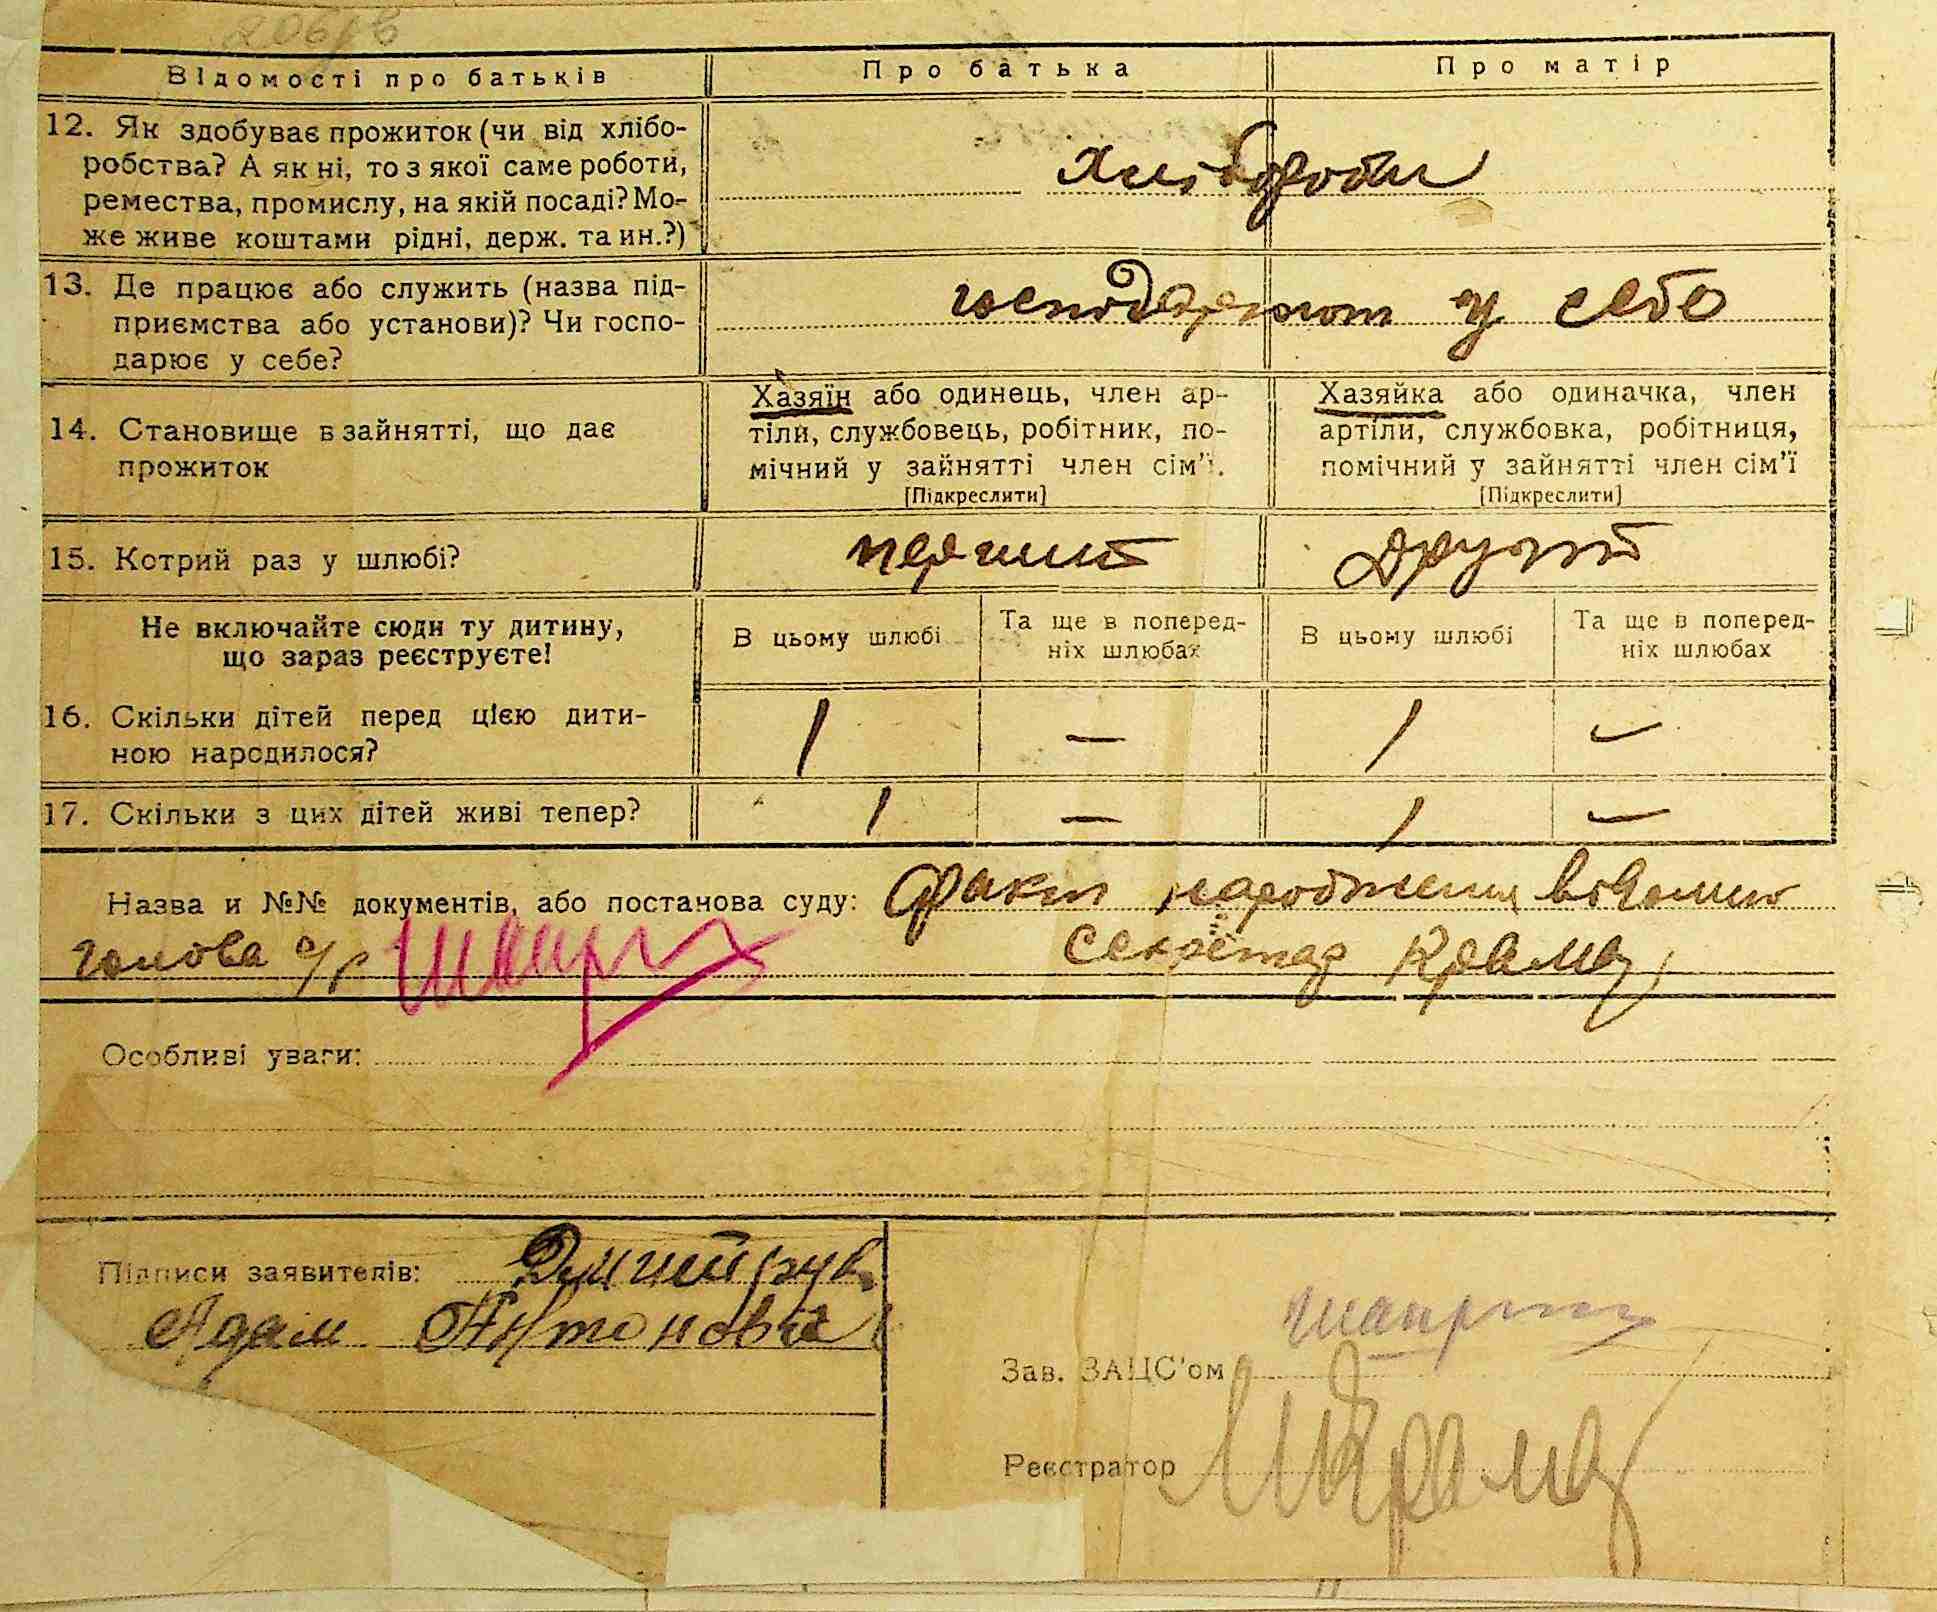 206/в
Відомості про батьків
Про батька
Про матір
12. Як здобуває прожиток (чи від хлібо-
робства? А як ні, то з якої саме роботи,
ремества, промислу, на якій посаді? Мо-
же живе коштами рідні, держ. та ин.?)
хлібороби
13. Де працює або служить (назва під-
приємства або установи)? Чи госпо-
дарює у себе?
господарюют у себе
14. Становище в зайнятті, що дає
прожиток
Хазяїн або одинець, член ар-
тіли, службовець, робітник, по-
мічний у зайнятті член сім’ї.
[Підкреслити]
Хазяйка або одиначка, член
артіли, службовка, робітниця,
помічний у зайнятті член сім’ї
[Підкреслити]
15. Котрий раз у шлюбі?
перший
другий
Не включайте сюди ту дитину,
що зараз реєструєте!
В цьому шлюбі
Та ще в поперед-
ніх шлюбах
В цьому шлюбі
Та ще в поперед-
ніх шлюбах
16. Скільки дітей перед цією дити-
ною народилося?
1 — 1 —
17. Скільки з цих дітей живі тепер?
1 — 1 —
Назва и №№ документів, або постанова суду: Факт народження відомий
голова с/р секретар
Особливі уваги:
Підписи заявителів: Дмитрук
Адам Антонович
Зав. ЗАЦС'ом
Реєстратор